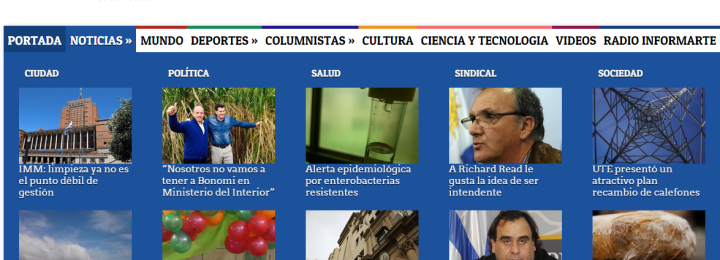 PORTADA NOTICIAS » MUNDO DEPORTES » COLUMNISTAS » CULTURA CIENCIA Y TECNOLOGIA VIDEOS RADIO INFORMARTE
CIUDAD POLÍTICA SALUD SINDICAL SOCIEDAD
IMM: limpieza ya no es
el punto débil de
gestión
“Nosotros no vamos a
tener a Bonomi en
Ministerio del Interior”
Alerta epidemiológica
por enterobacterias
resistentes
A Richard Read le
gusta la idea de ser
intendente
UTE presentó un
atractivo plan
recambio de calefones